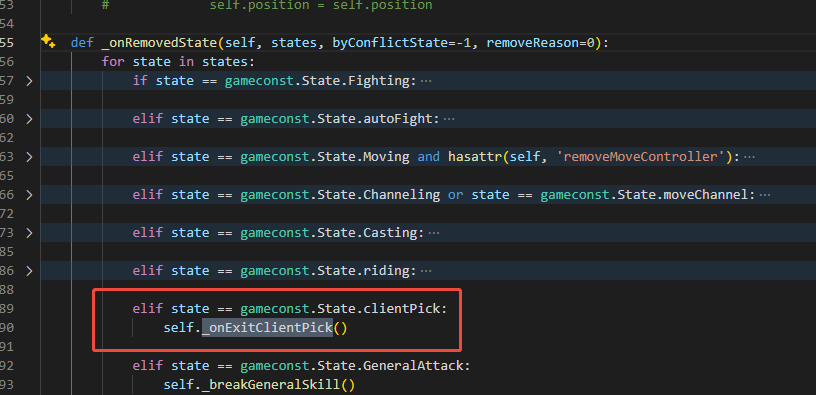 53 # self.position = self.position
54
55 def _onRemovedState(self, states, byConflictState=-1, removeReason=0):
56 for state in states:
57 > if state == gameconst.State.Fighting: ···
59
60 > elif state == gameconst.State.autoFight: ···
62
63 > elif state == gameconst.State.Moving and hasattr(self, 'removeMoveController'): ···
65
66 > elif state == gameconst.State.Channeling or state == gameconst.State.moveChannel: ···
72
73 > elif state == gameconst.State.Casting: ···
85
86 > elif state == gameconst.State.riding: ···
88
89 elif state == gameconst.State.clientPick:
90 self._onExitClientPick()
91
92 elif state == gameconst.State.GeneralAttack:
93 self._breakGeneralSkill()